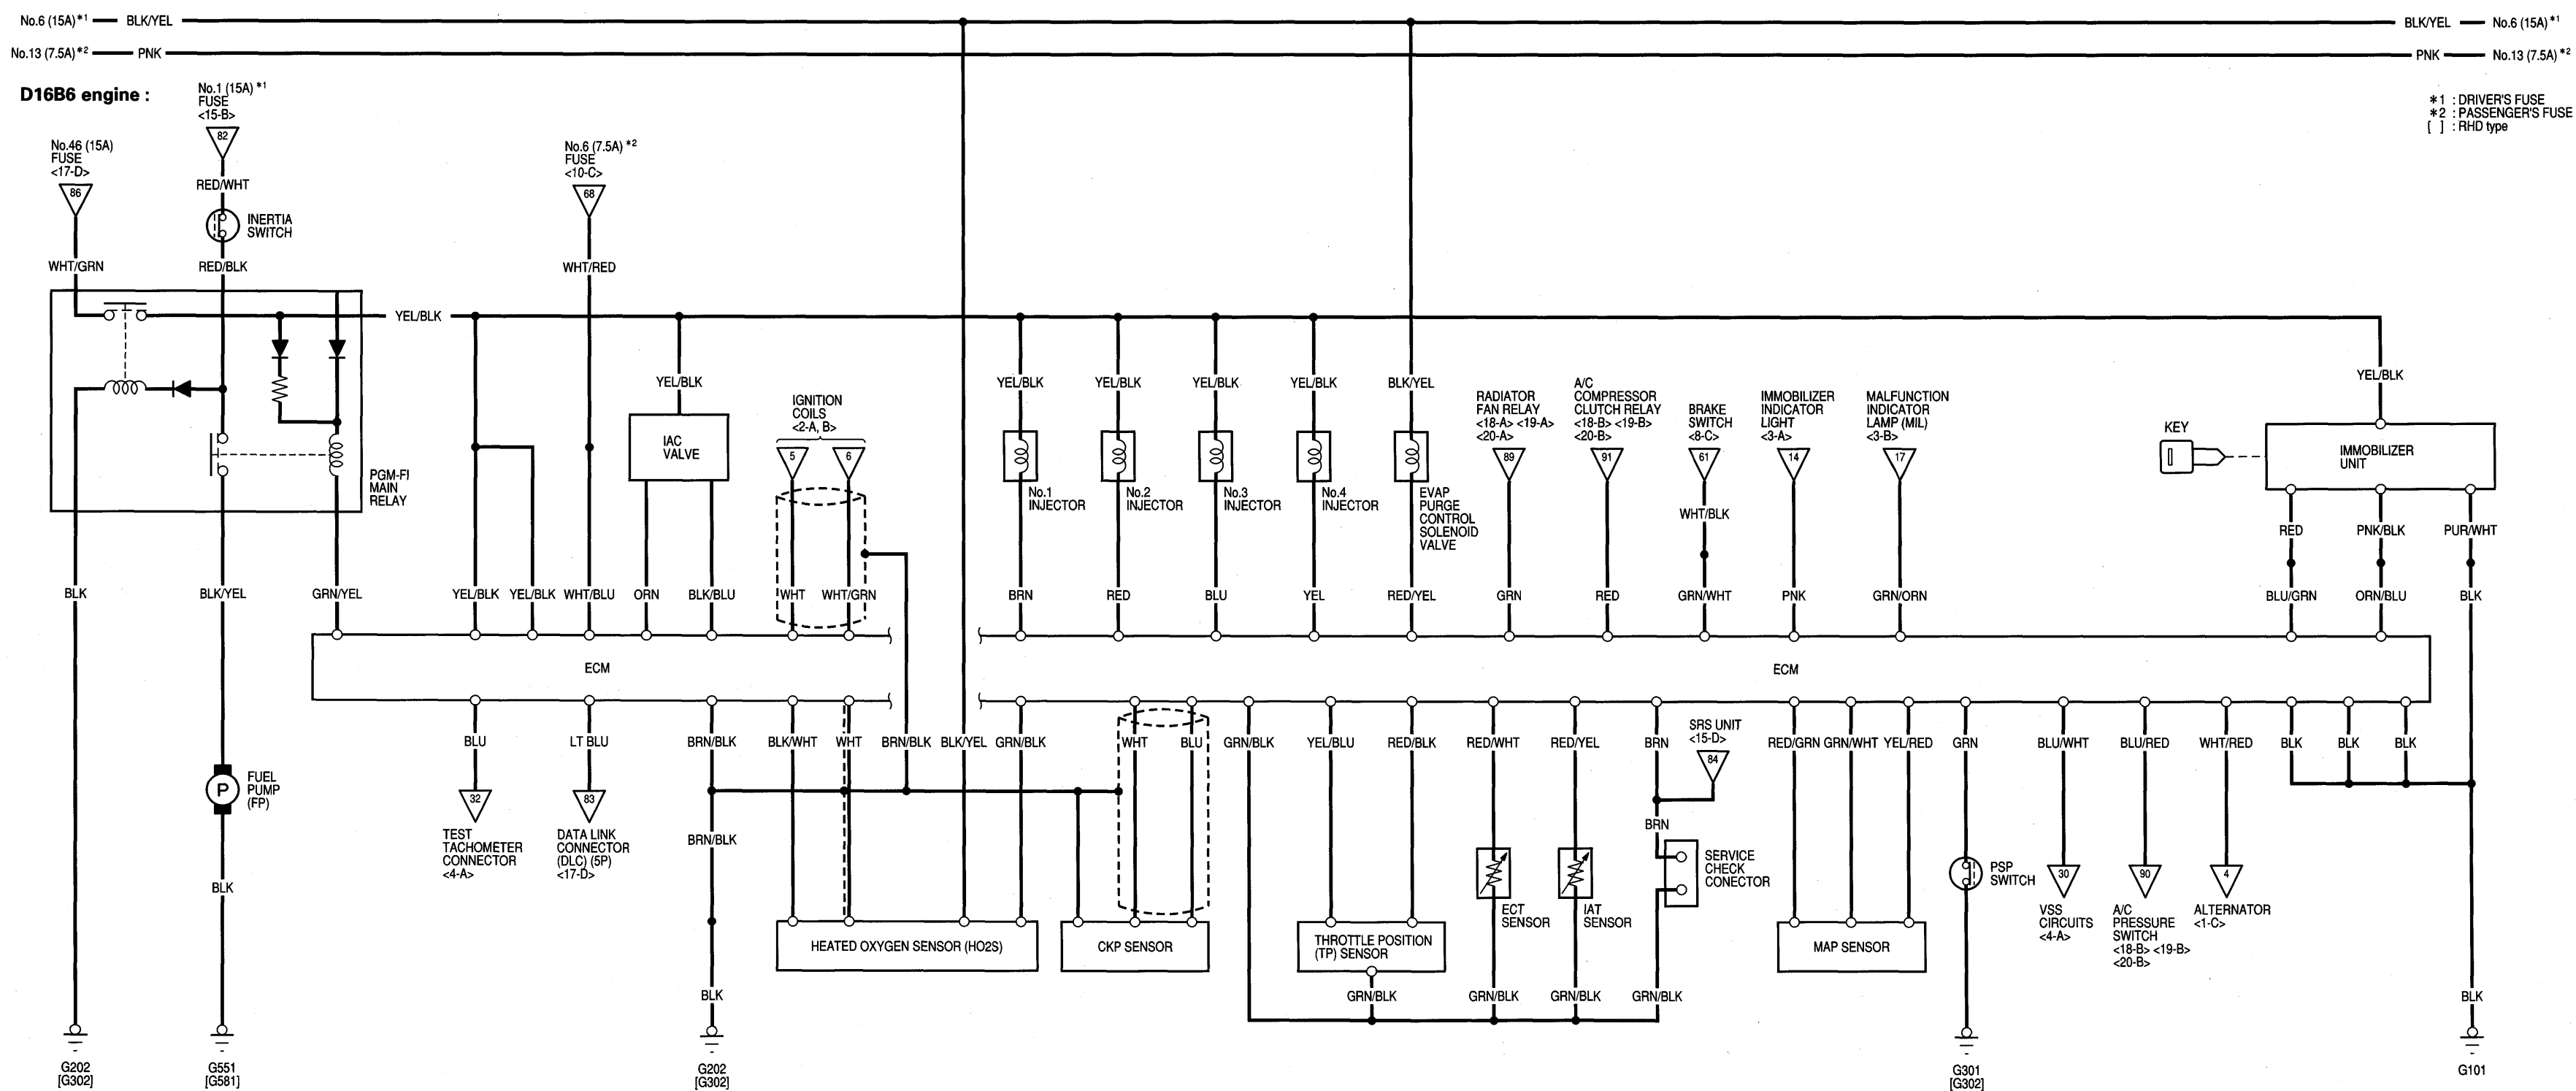 No.6 (15A)*1 BLK/YEL BLK/YEL No.6 (15A)*1
No.13 (7.5A)*2 PNK PNK No.13 (7.5A)*2
D16B6 engine :
*1 : DRIVER'S FUSE
*2 : PASSENGER'S FUSE
[ ] : RHD type
No.46 (15A)
FUSE
<17-D>
86
WHT/GRN
No.1 (15A) *1
FUSE
<15-B>
82
RED/WHT
INERTIA
SWITCH
RED/BLK
No.6 (7.5A) *2
FUSE
<10-C>
68
WHT/RED
YEL/BLK
PGM-FI
MAIN
RELAY
YEL/BLK
IAC
VALVE
IGNITION
COILS
<2-A, B>
5
6
YEL/BLK
No.1
INJECTOR
YEL/BLK
No.2
INJECTOR
YEL/BLK
No.3
INJECTOR
YEL/BLK
No.4
INJECTOR
BLK/YEL
EVAP
PURGE
CONTROL
SOLENOID
VALVE
RADIATOR
FAN RELAY
<18-A> <19-A>
<20-A>
89
A/C
COMPRESSOR
CLUTCH RELAY
<18-B> <19-B>
<20-B>
91
BRAKE
SWITCH
<8-C>
61
WHT/BLK
IMMOBILIZER
INDICATOR
LIGHT
<3-A>
14
MALFUNCTION
INDICATOR
LAMP (MIL)
<3-B>
17
YEL/BLK
KEY
IMMOBILIZER
UNIT
RED
PNK/BLK
PUR/WHT
BLK
BLK/YEL
GRN/YEL
YEL/BLK
YEL/BLK
WHT/BLU
ORN
BLK/BLU
WHT
WHT/GRN
BRN
RED
BLU
YEL
RED/YEL
GRN
RED
GRN/WHT
PNK
GRN/ORN
BLU/GRN
ORN/BLU
BLK
ECM
ECM
BLU
LT BLU
BRN/BLK
BLK/WHT
WHT
BRN/BLK
BLK/YEL
GRN/BLK
WHT
BLU
GRN/BLK
YEL/BLU
RED/BLK
RED/WHT
RED/YEL
BRN
SRS UNIT
<15-D>
84
RED/GRN
GRN/WHT
YEL/RED
GRN
BLU/WHT
BLU/RED
WHT/RED
BLK
BLK
BLK
P
FUEL
PUMP
(FP)
BLK
32
TEST
TACHOMETER
CONNECTOR
<4-A>
83
DATA LINK
CONNECTOR
(DLC) (5P)
<17-D>
BRN/BLK
BLK
HEATED OXYGEN SENSOR (HO2S)
CKP SENSOR
THROTTLE POSITION
(TP) SENSOR
GRN/BLK
ECT
SENSOR
GRN/BLK
IAT
SENSOR
GRN/BLK
BRN
SERVICE
CHECK
CONECTOR
GRN/BLK
MAP SENSOR
PSP
SWITCH
30
VSS
CIRCUITS
<4-A>
90
A/C
PRESSURE
SWITCH
<18-B> <19-B>
<20-B>
4
ALTERNATOR
<1-C>
BLK
G202
[G302]
G551
[G581]
G202
[G302]
G301
[G302]
G101